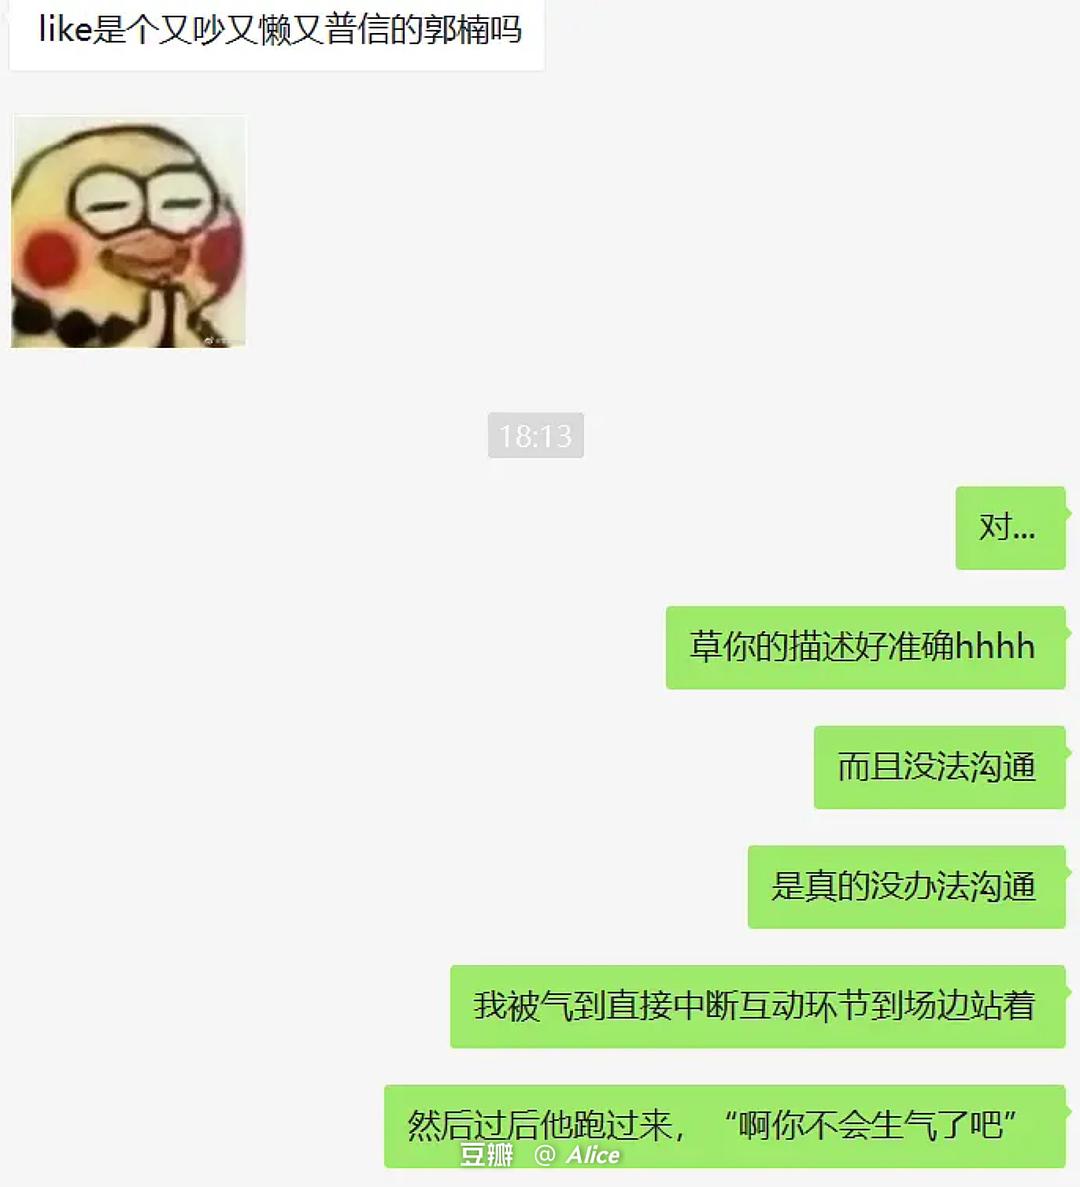 like是个又吵又懒又普信的郭楠吗
18:13
对...
草你的描述好准确hhhh
而且没法沟通
是真的没办法沟通
我被气到直接中断互动环节到场边站着
然后过后他跑过来，“啊你不会生气了吧”
豆瓣 @ Alice